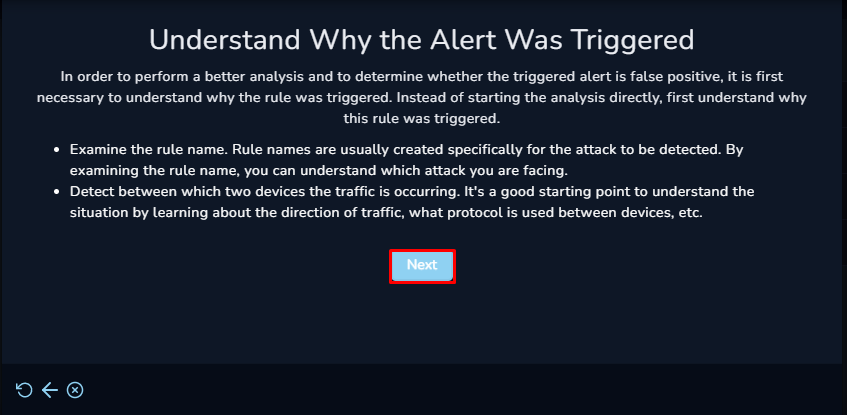 Understand Why the Alert Was Triggered
In order to perform a better analysis and to determine whether the triggered alert is false positive, it is first
necessary to understand why the rule was triggered. Instead of starting the analysis directly, first understand why
this rule was triggered.
• Examine the rule name. Rule names are usually created specifically for the attack to be detected. By
examining the rule name, you can understand which attack you are facing.
• Detect between which two devices the traffic is occurring. It's a good starting point to understand the
situation by learning about the direction of traffic, what protocol is used between devices, etc.
Next